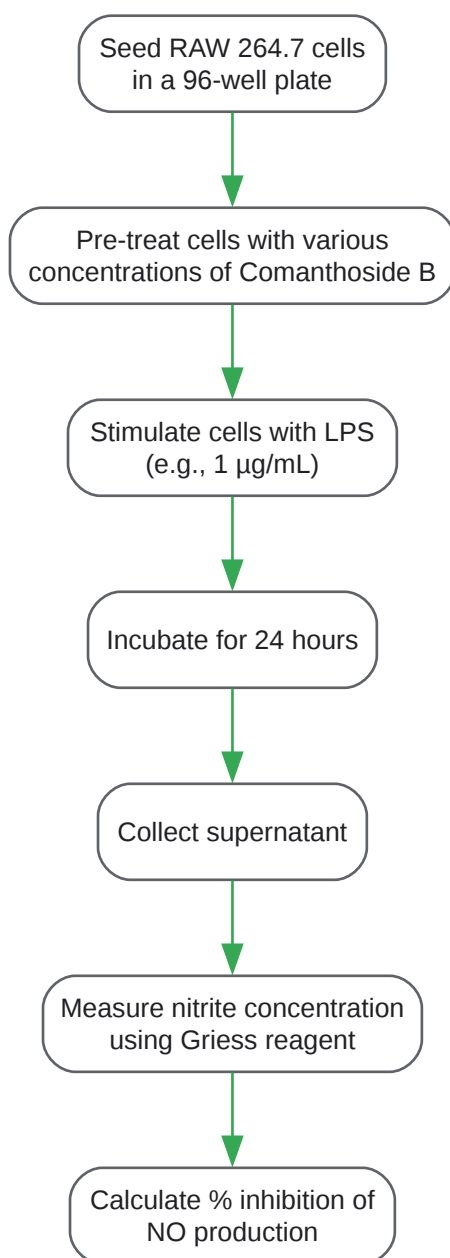 Seed RAW 264.7 cells
in a 96-well plate
Pre-treat cells with various
concentrations of Comanthoside B
Stimulate cells with LPS
(e.g., 1 µg/mL)
Incubate for 24 hours
Collect supernatant
Measure nitrite concentration
using Griess reagent
Calculate % inhibition of
NO production